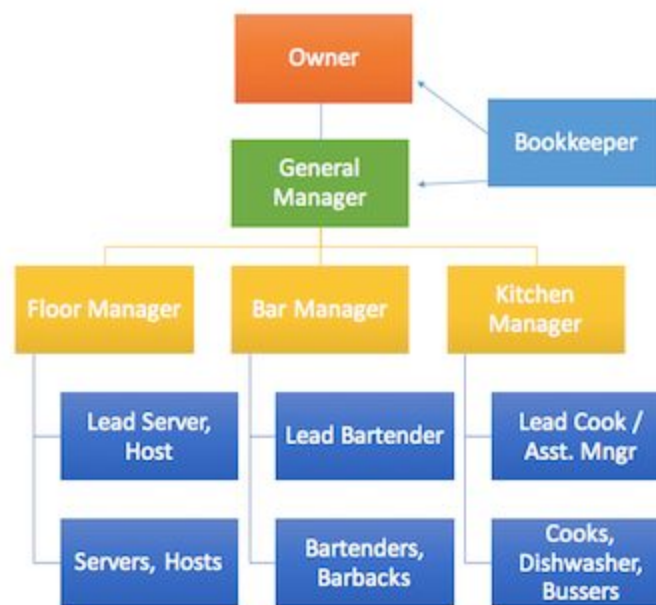 Owner
Bookkeeper
General
Manager
Floor Manager
Bar Manager
Kitchen
Manager
Lead Server,
Host
Lead Bartender
Lead Cook /
Asst. Mngr
Servers, Hosts
Bartenders,
Barbacks
Cooks,
Dishwasher,
Bussers